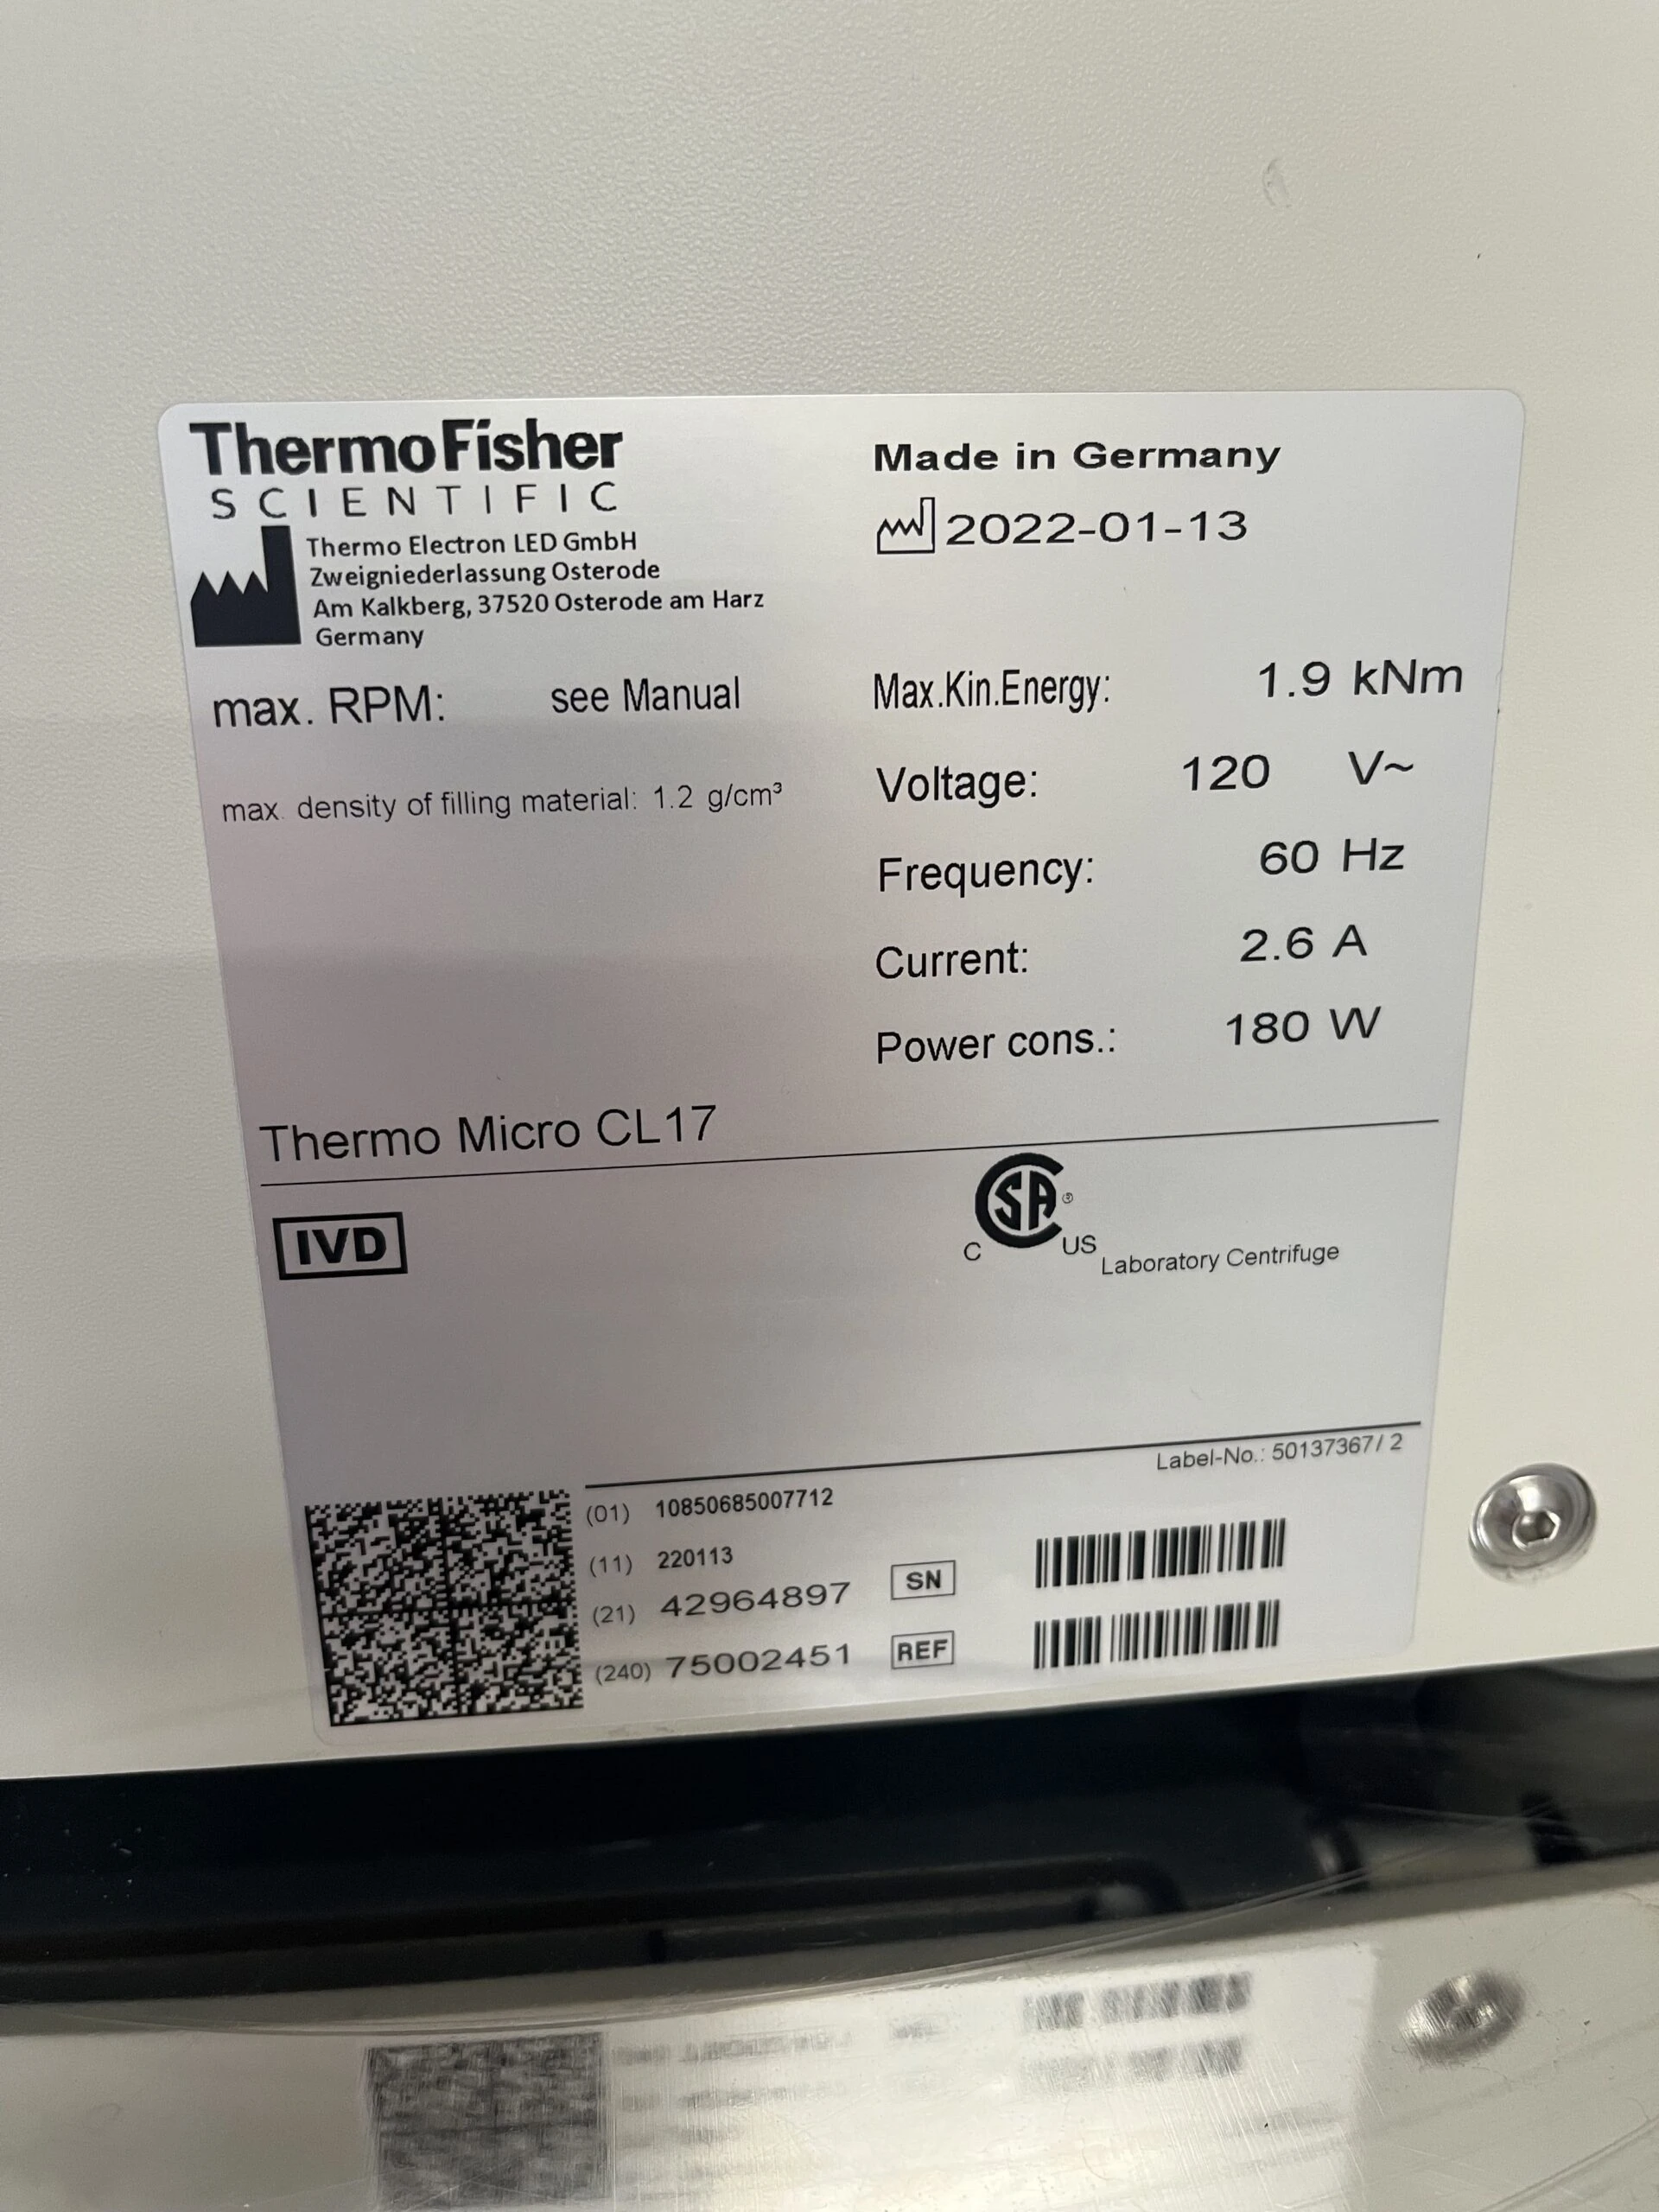 ThermoFisher
SCIENTIFIC
Thermo Electron LED GmbH
Zweigniederlassung Osterode
Am Kalkberg, 37520 Osterode am Harz
Germany
Made in Germany
2022-01-13
max. RPM: see Manual
max. density of filling material: 1.2 g/cm³
Max.Kin.Energy: 1.9 kNm
Voltage: 120 V~
Frequency: 60 Hz
Current: 2.6 A
Power cons.: 180 W
Thermo Micro CL17
IVD
CSA ®
C US Laboratory Centrifuge
Label-No.: 50137367/ 2
(01) 10850685007712
(11) 220113
(21) 42964897 SN
(240) 75002451 REF